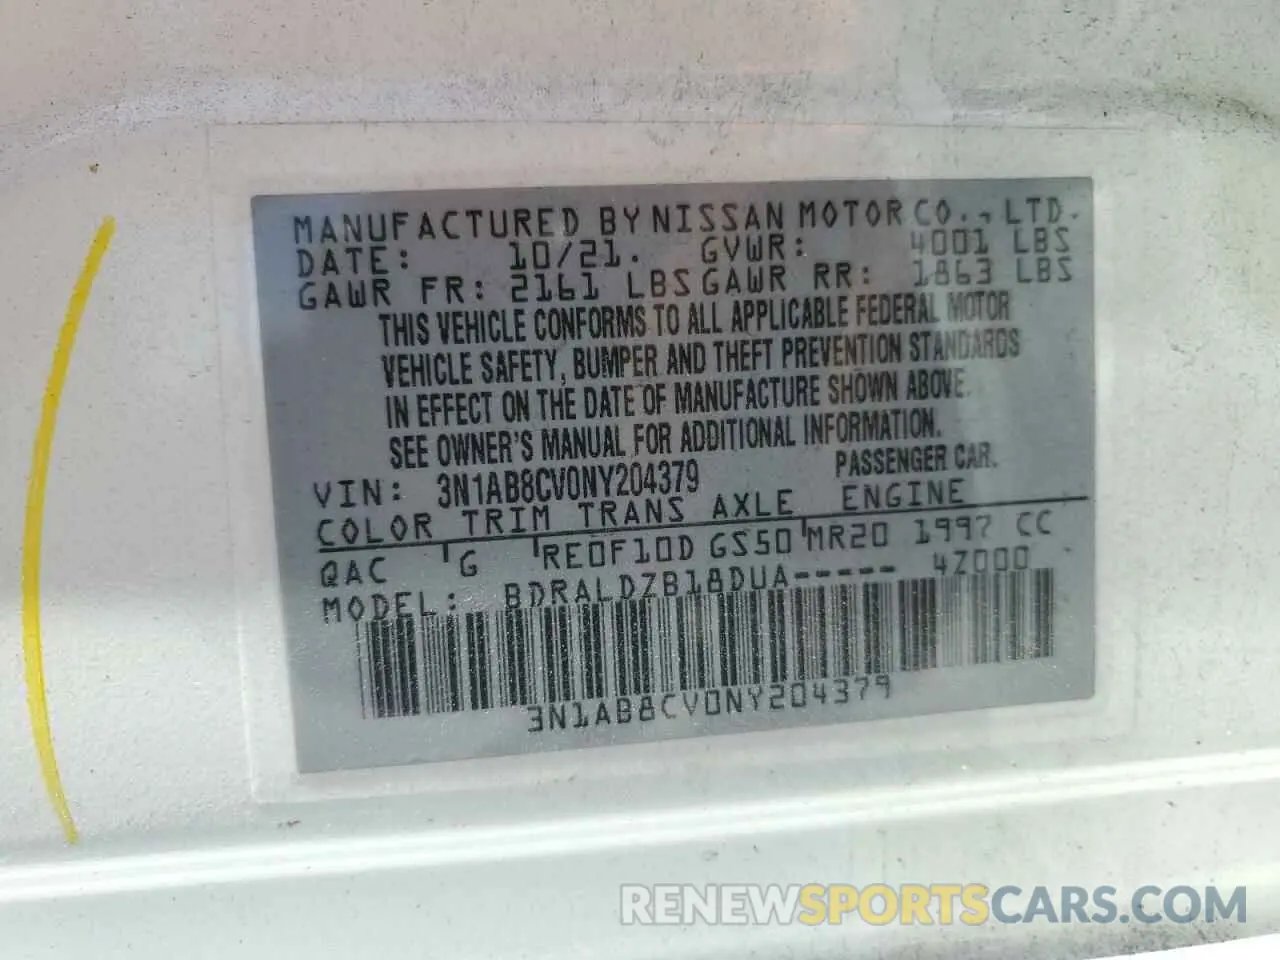 MANUFACTURED BY NISSAN MOTOR CO., LTD.
DATE: 10/21. GVWR: 4001 LBS
GAWR FR: 2161 LBS GAWR RR: 1863 LBS
THIS VEHICLE CONFORMS TO ALL APPLICABLE FEDERAL MOTOR
VEHICLE SAFETY, BUMPER AND THEFT PREVENTION STANDARDS
IN EFFECT ON THE DATE OF MANUFACTURE SHOWN ABOVE.
SEE OWNER'S MANUAL FOR ADDITIONAL INFORMATION.
VIN: 3N1AB8CV0NY204379 PASSENGER CAR.
COLOR TRIM TRANS AXLE ENGINE
QAC G RE0F10D GS50 MR20 1997 CC
MODEL: BDRALDZB18DUA----- 4Z000
3N1AB8CV0NY204379
RENEWSPORTSCARS.COM